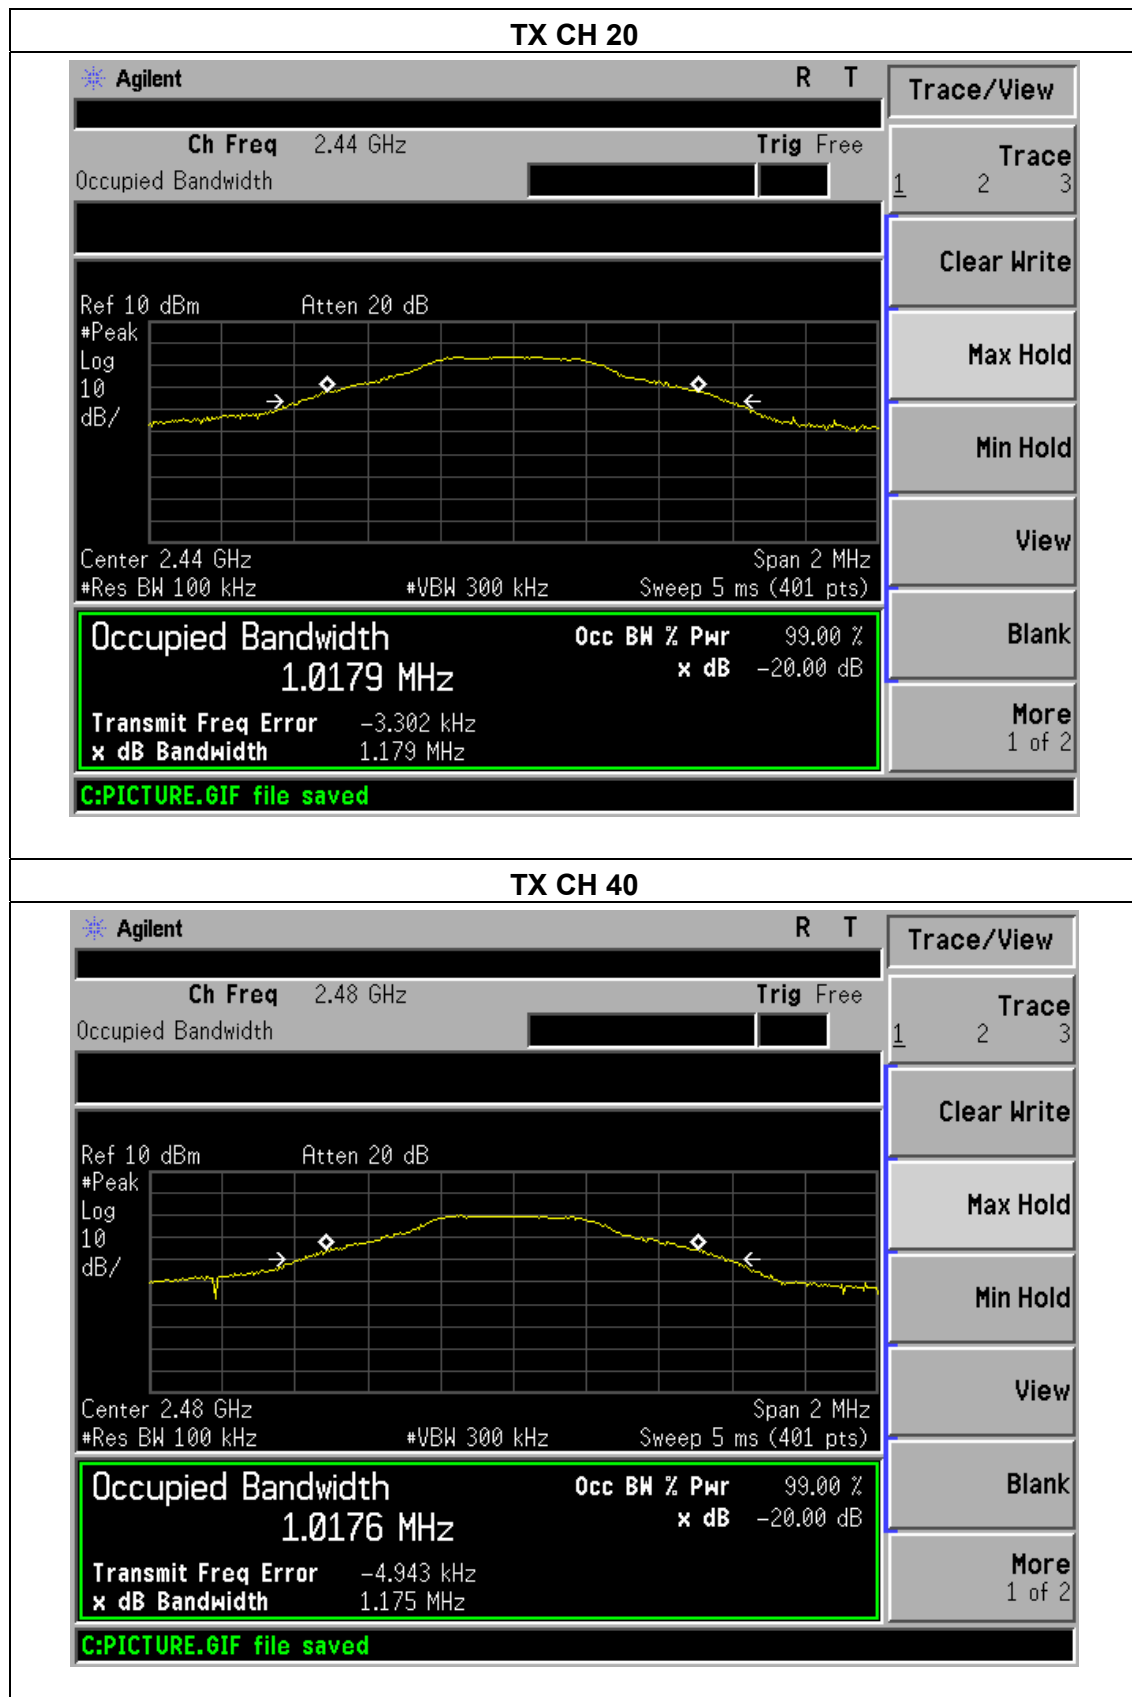 TX CH 20
Agilent R T
Trace/View
Ch Freq 2.44 GHz Trig Free
Occupied Bandwidth
Trace
1 2 3
Clear Write
Ref 10 dBm Atten 20 dB
#Peak
Log
10
dB/
Max Hold
Min Hold
Center 2.44 GHz Span 2 MHz
#Res BW 100 kHz #VBW 300 kHz Sweep 5 ms (401 pts)
View
Occupied Bandwidth Occ BW % Pwr 99.00 %
1.0179 MHz x dB -20.00 dB
Blank
Transmit Freq Error -3.302 kHz
x dB Bandwidth 1.179 MHz
More
1 of 2
C:PICTURE.GIF file saved
TX CH 40
Agilent R T
Trace/View
Ch Freq 2.48 GHz Trig Free
Occupied Bandwidth
Trace
1 2 3
Clear Write
Ref 10 dBm Atten 20 dB
#Peak
Log
10
dB/
Max Hold
Min Hold
Center 2.48 GHz Span 2 MHz
#Res BW 100 kHz #VBW 300 kHz Sweep 5 ms (401 pts)
View
Occupied Bandwidth Occ BW % Pwr 99.00 %
1.0176 MHz x dB -20.00 dB
Blank
Transmit Freq Error -4.943 kHz
x dB Bandwidth 1.175 MHz
More
1 of 2
C:PICTURE.GIF file saved